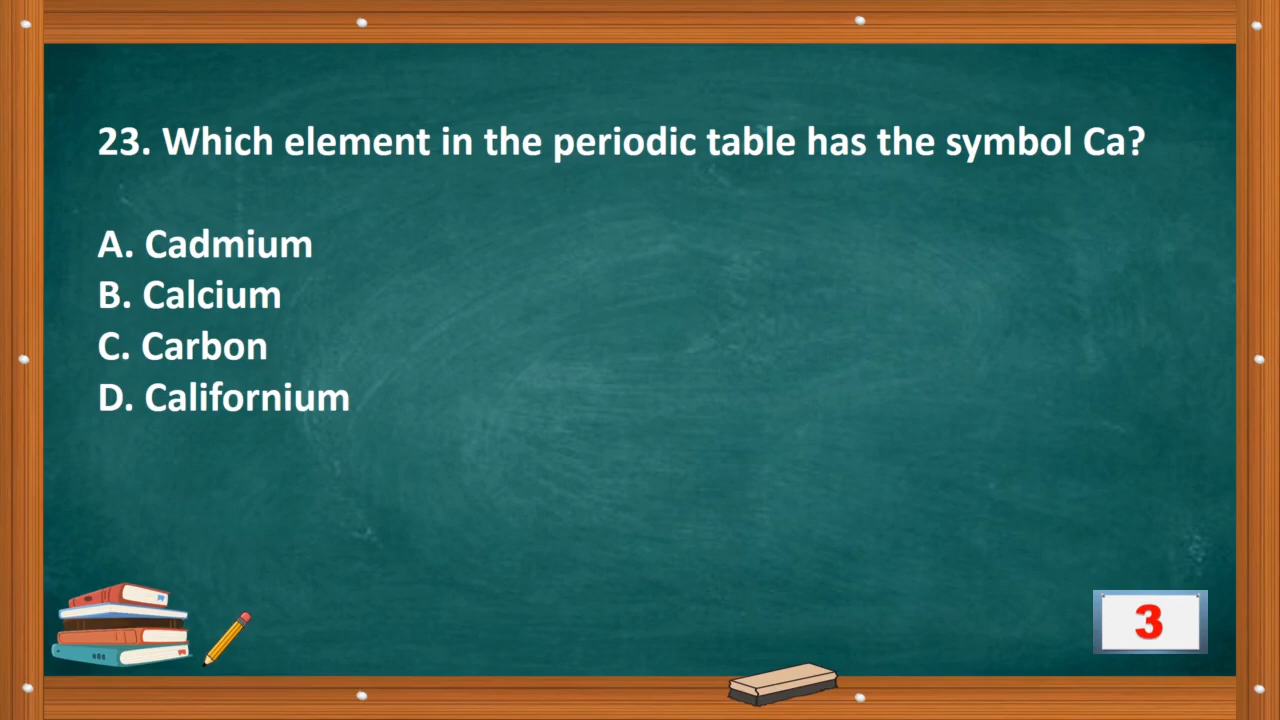 23. Which element in the periodic table has the symbol Ca?
A. Cadmium
B. Calcium
C. Carbon
D. Californium
3